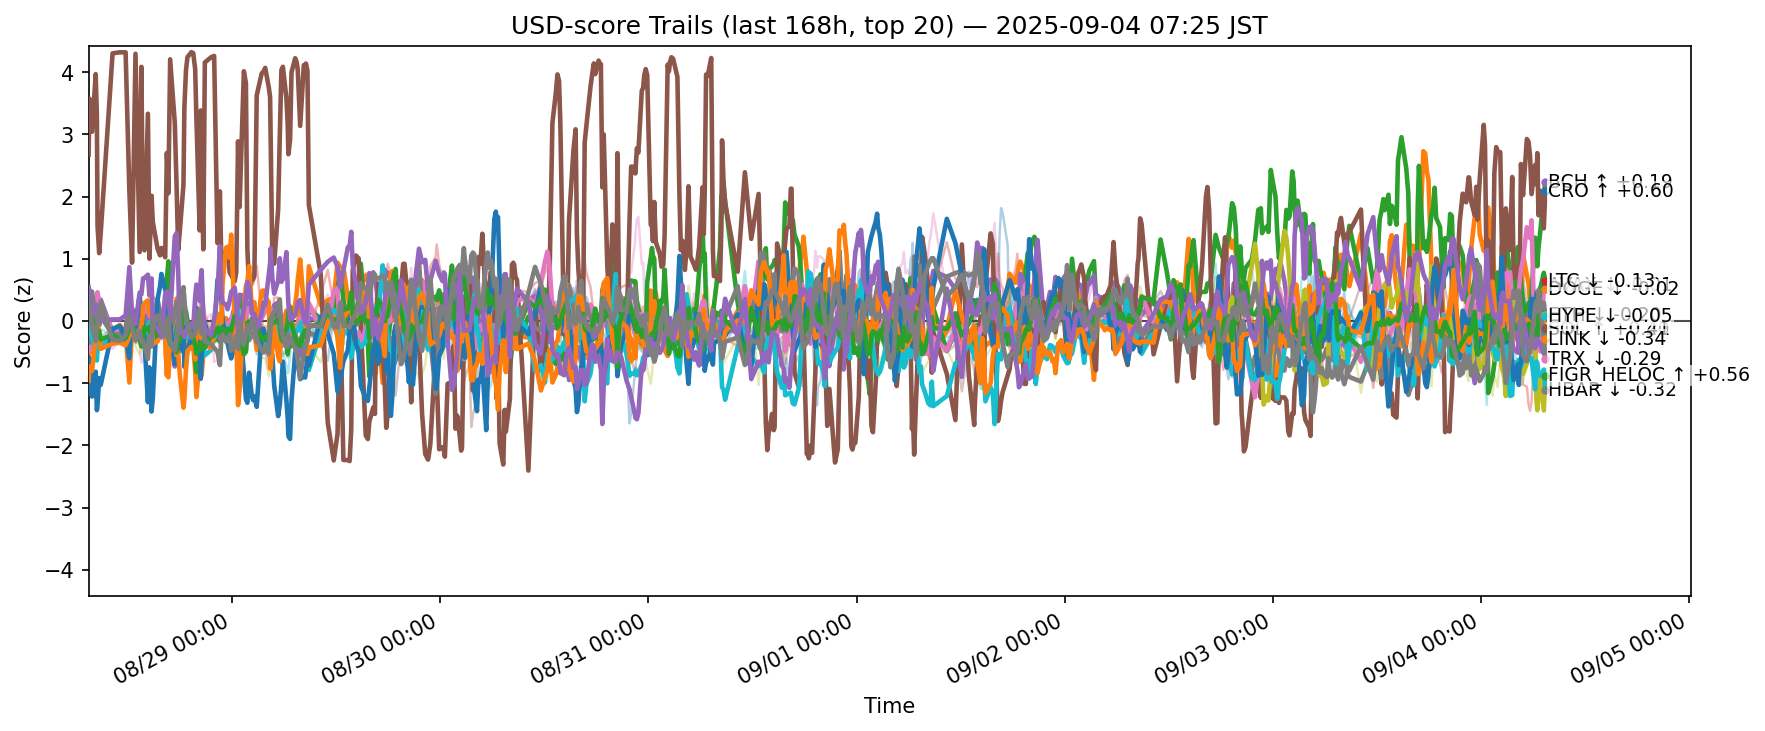 USD-score Trails (last 168h, top 20) — 2025-09-04 07:25 JST
Score (z)
4
3
2
1
0
−1
−2
−3
−4
BCH ↑ +0.19
CRO ↑ +0.60
LTC ↓ -0.13
DOGE ↓ -0.02
HYPE ↓ -0.05
LINK ↓ -0.34
TRX ↓ -0.29
FIGR_HELOC ↑ +0.56
HBAR ↓ -0.32
08/29 00:00
08/30 00:00
08/31 00:00
09/01 00:00
09/02 00:00
09/03 00:00
09/04 00:00
09/05 00:00
Time